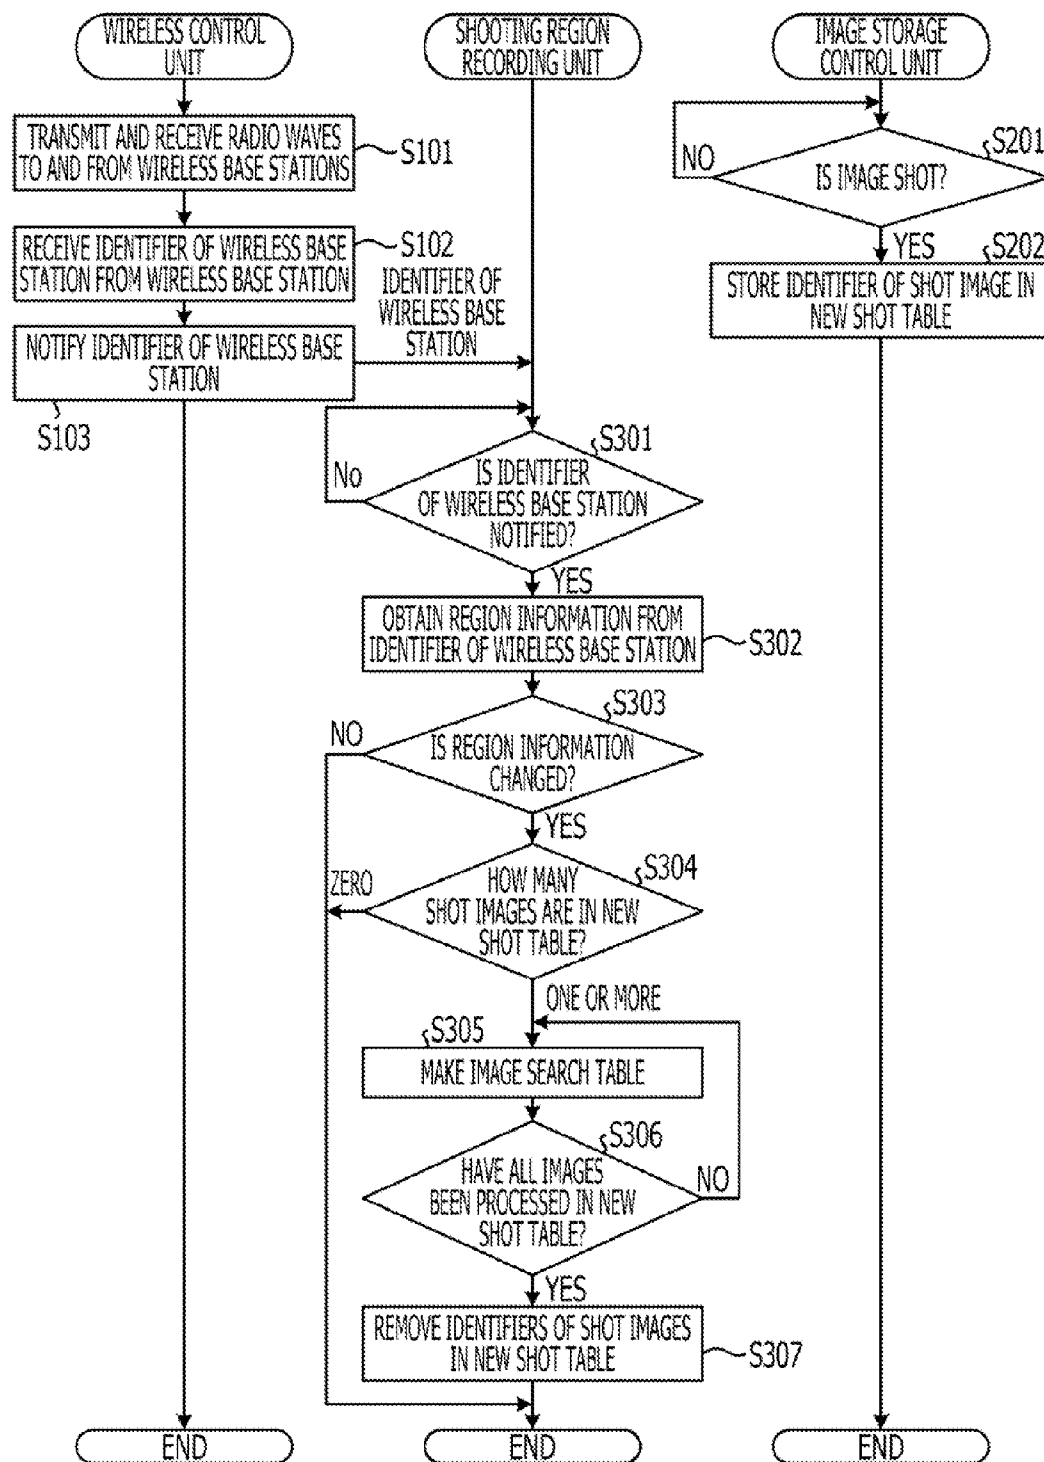 WIRELESS CONTROL
UNIT
TRANSMIT AND RECEIVE RADIO WAVES
TO AND FROM WIRELESS BASE STATIONS
S101
RECEIVE IDENTIFIER OF WIRELESS BASE
STATION FROM WIRELESS BASE STATION
S102
NOTIFY IDENTIFIER OF WIRELESS BASE
STATION
S103
IDENTIFIER OF
WIRELESS BASE
STATION
END
SHOOTING REGION
RECORDING UNIT
S301
IS IDENTIFIER
OF WIRELESS BASE STATION
NOTIFIED?
No
YES
OBTAIN REGION INFORMATION FROM
IDENTIFIER OF WIRELESS BASE STATION
S302
S303
NO
IS REGION INFORMATION
CHANGED?
YES
S304
ZERO
HOW MANY
SHOT IMAGES ARE IN NEW
SHOT TABLE?
ONE OR MORE
S305
MAKE IMAGE SEARCH TABLE
S306
HAVE ALL IMAGES
BEEN PROCESSED IN NEW
SHOT TABLE?
NO
YES
REMOVE IDENTIFIERS OF SHOT IMAGES
IN NEW SHOT TABLE
S307
END
IMAGE STORAGE
CONTROL UNIT
S201
NO
IS IMAGE SHOT?
YES
S202
STORE IDENTIFIER OF SHOT IMAGE IN
NEW SHOT TABLE
END